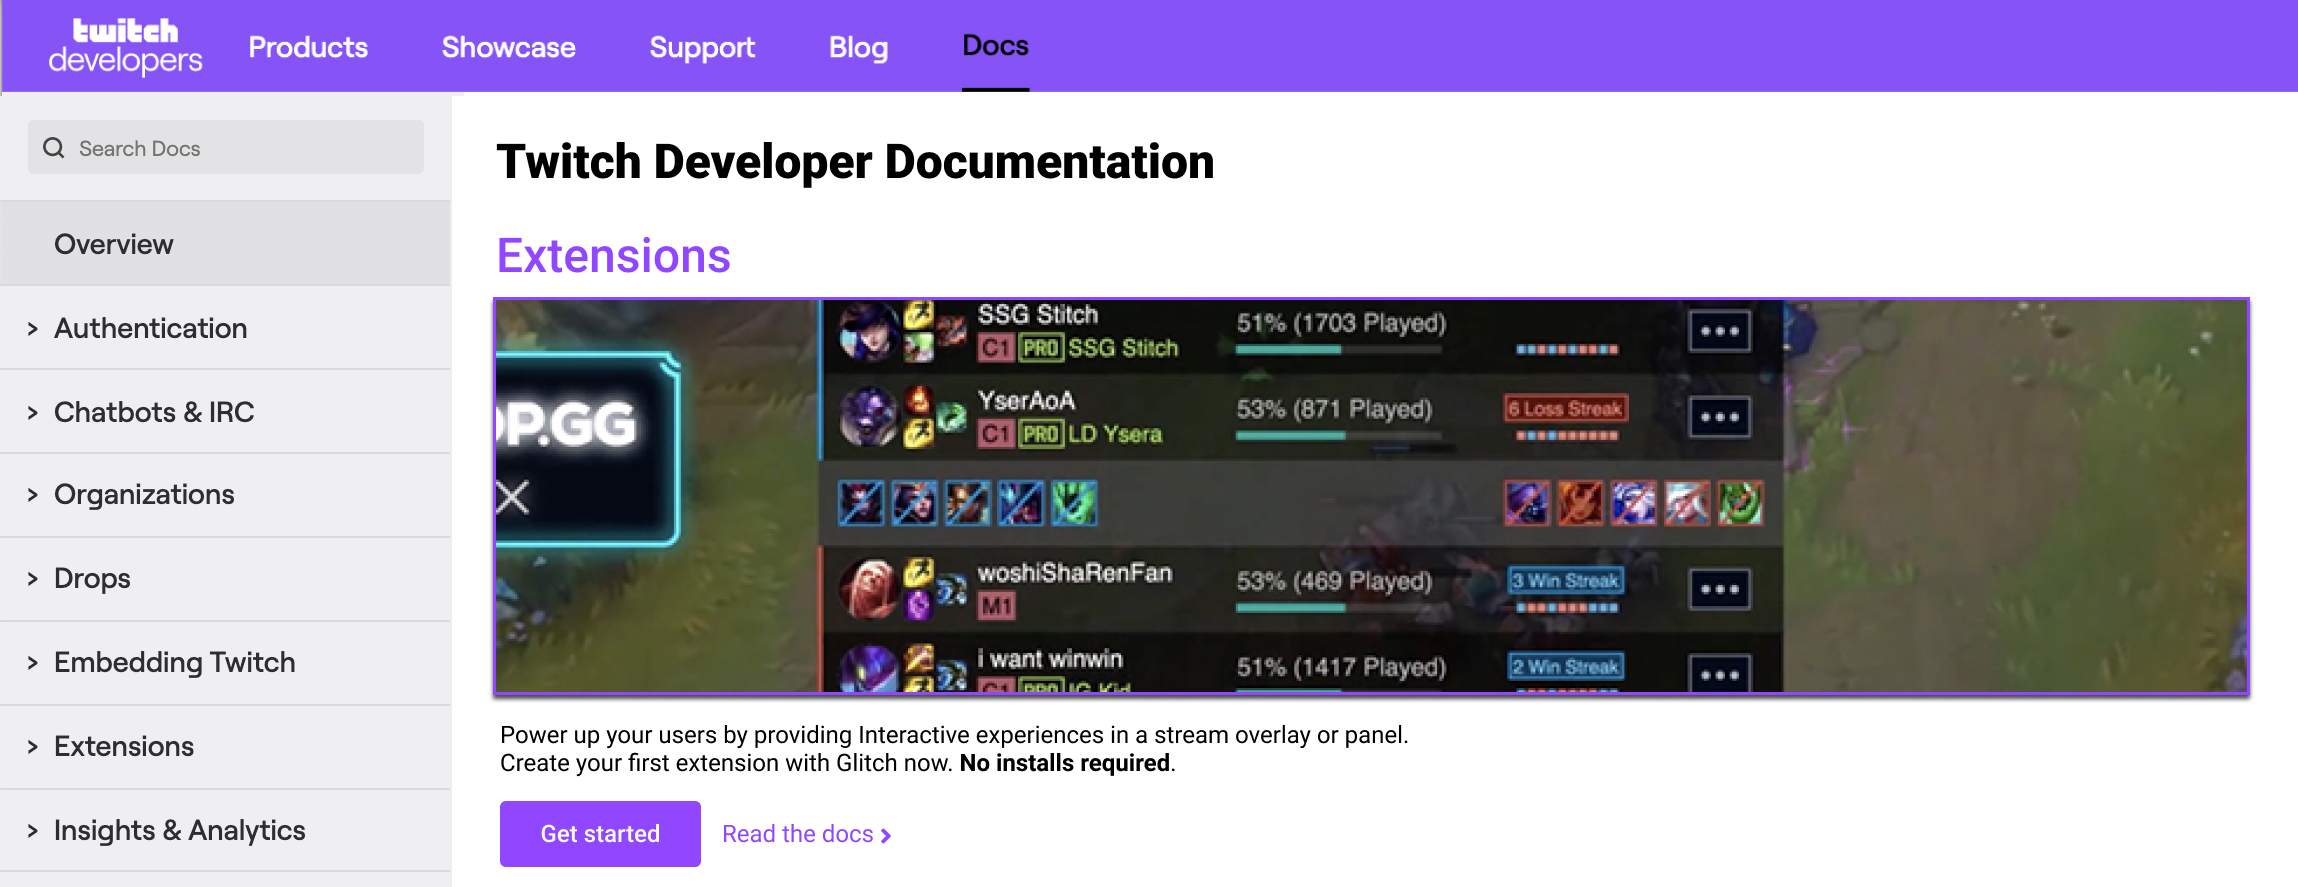 twitch
developers
Products
Showcase
Support
Blog
Docs
Search Docs
Overview
Authentication
Chatbots & IRC
Organizations
Drops
Embedding Twitch
Extensions
Insights & Analytics
Twitch Developer Documentation
Extensions
P.GG
SSG Stitch
C1 PRO SSG Stitch
51% (1703 Played)
YserAoA
C1 PRO LD Ysera
53% (871 Played)
6 Loss Streak
woshiShaRenFan
M1
53% (469 Played)
3 Win Streak
i want winwin
C1 PRO IG Kid
51% (1417 Played)
2 Win Streak
Power up your users by providing Interactive experiences in a stream overlay or panel.
Create your first extension with Glitch now. No installs required.
Get started
Read the docs